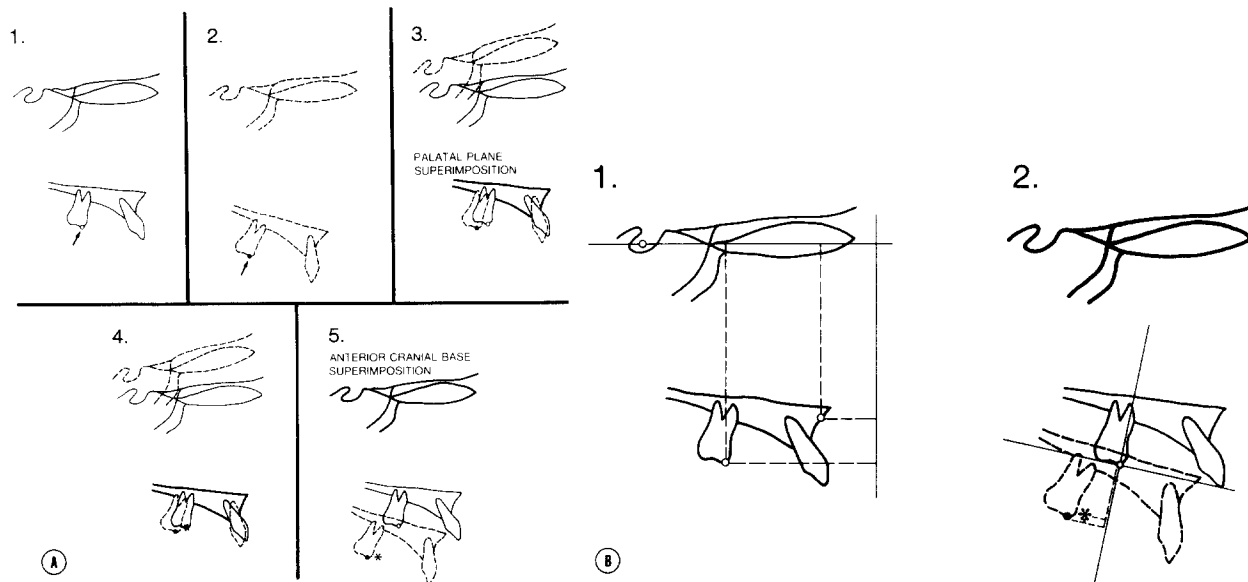 1.
2.
3.
PALATAL PLANE
SUPERIMPOSITION
4.
5.
ANTERIOR CRANIAL BASE
SUPERIMPOSITION
*
A
1.
2.
*
B